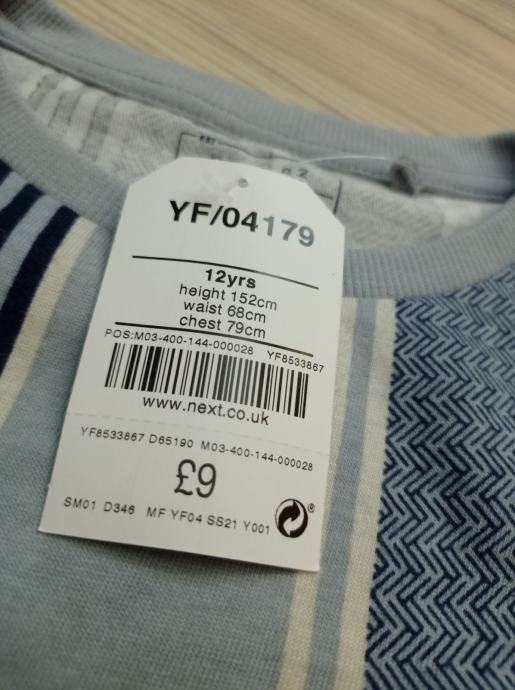 YF/04179
12yrs
height 152cm
waist 68cm
chest 79cm
POS:M03-400-144-000028 YF8533867
www.next.co.uk
YF8533867 D65190 M03-400-144-000028
£9
SM01 D346 MF YF04 SS21 Y001
®